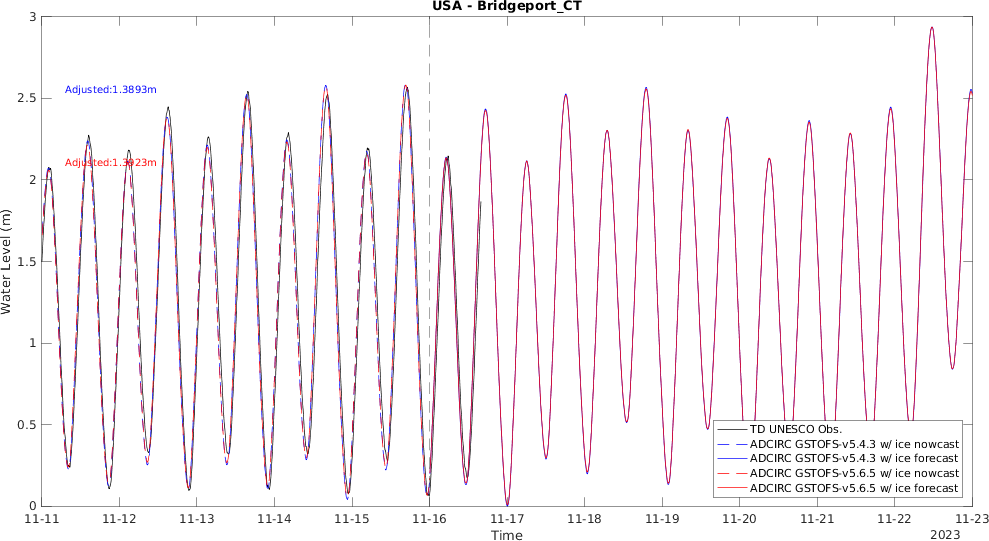 USA - Bridgeport_CT
3
2.5
2
1.5
1
0.5
0
Water Level (m)
Adjusted:1.3893m
Adjusted:1.3923m
TD UNESCO Obs.
ADCIRC GSTOFS-v5.4.3 w/ ice nowcast
ADCIRC GSTOFS-v5.4.3 w/ ice forecast
ADCIRC GSTOFS-v5.6.5 w/ ice nowcast
ADCIRC GSTOFS-v5.6.5 w/ ice forecast
11-11 11-12 11-13 11-14 11-15 11-16 11-17 11-18 11-19 11-20 11-21 11-22 11-23
Time
2023